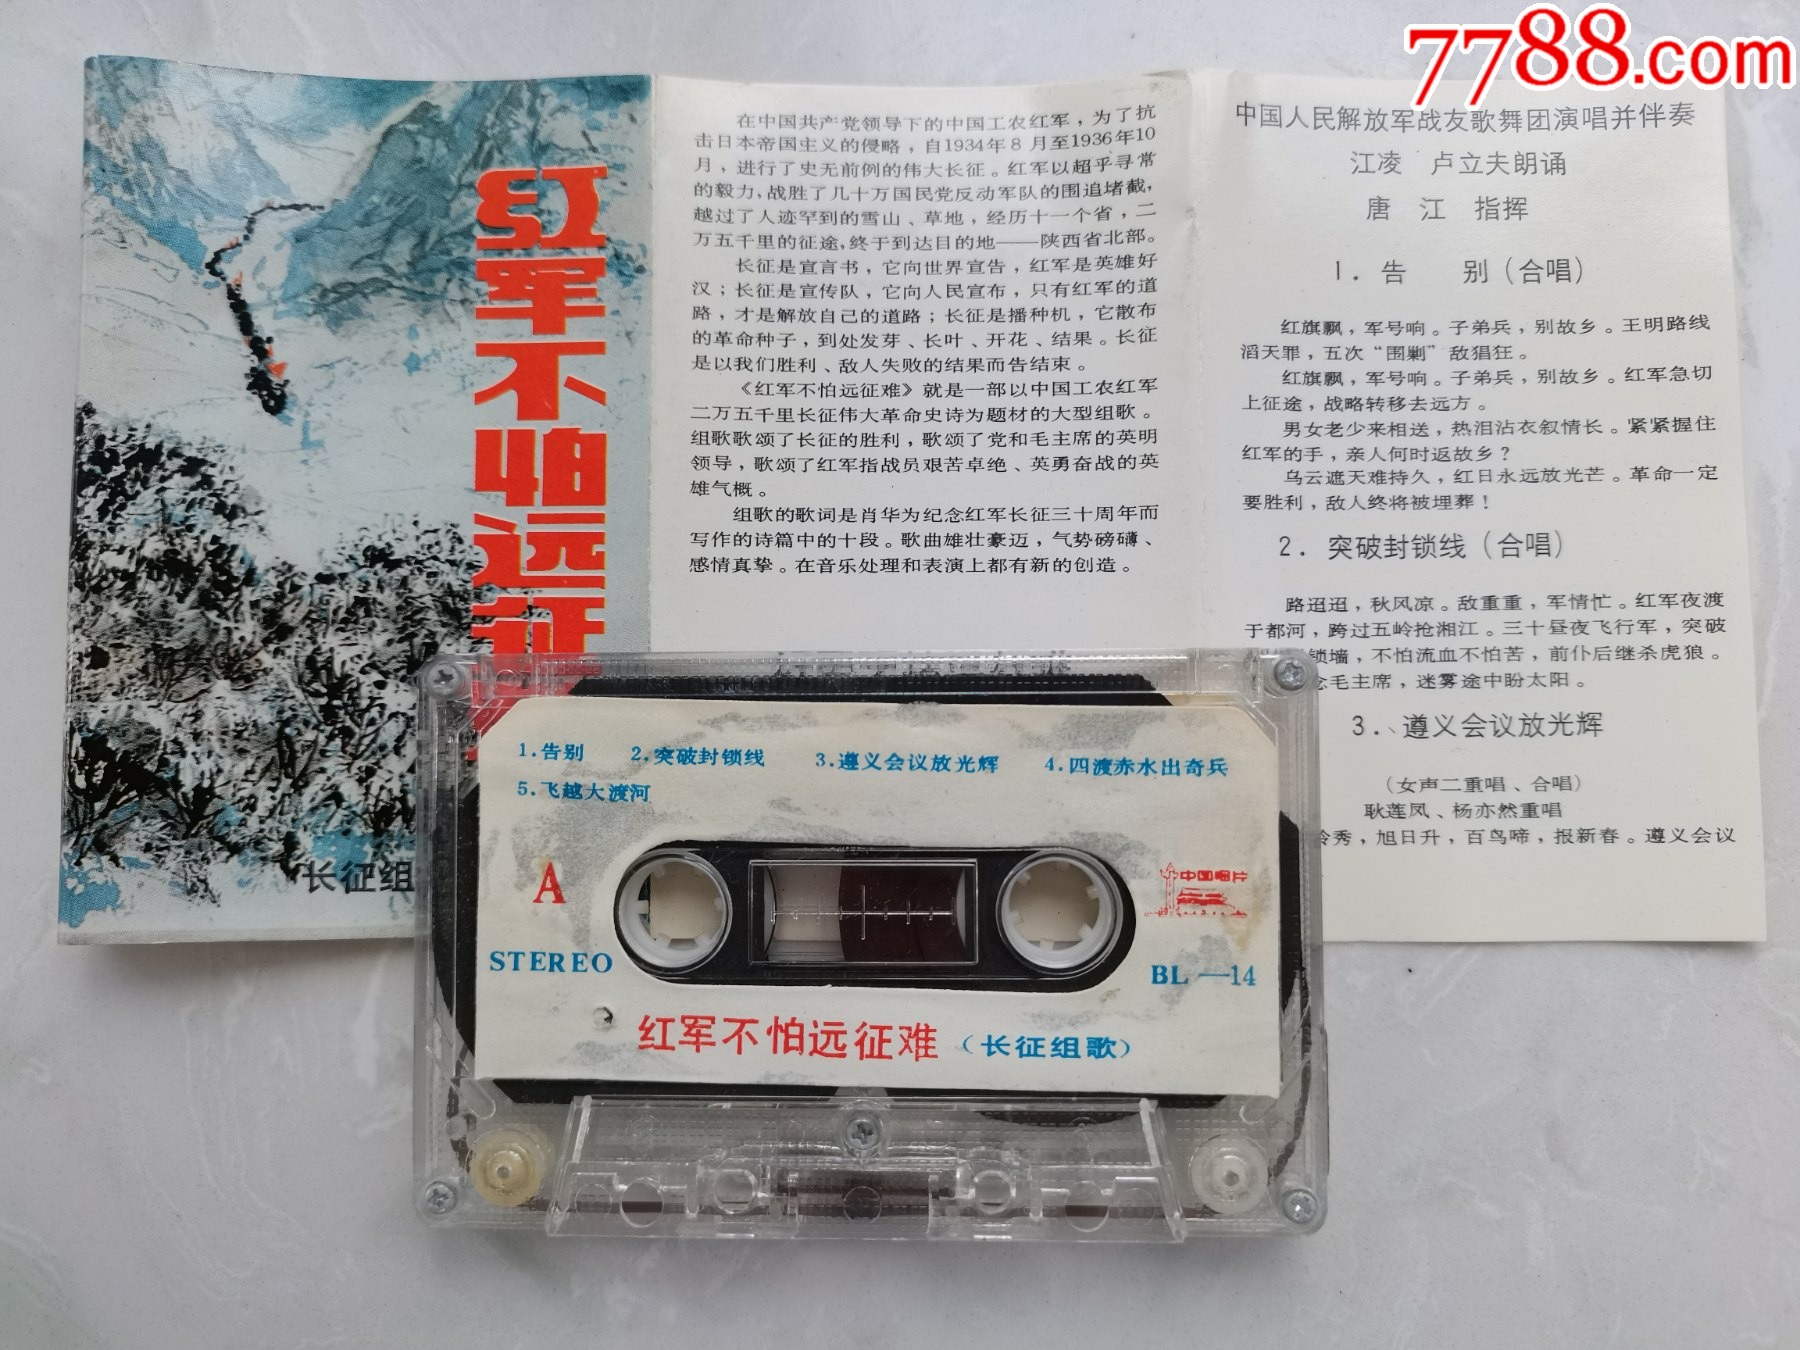 7788.com
红军不怕远征
长征组
在中国共产党领导下的中国工农红军，为了抗
击日本帝国主义的侵略，自1934年8月至1936年10
月，进行了史无前例的伟大长征。红军以超乎寻常
的毅力，战胜了几十万国民党反动军队的围追堵截，
越过了人迹罕到的雪山、草地，经历十一个省，二
万五千里的征途，终于到达目的地——陕西省北部。
长征是宣言书，它向世界宣告，红军是英雄好
汉；长征是宣传队，它向人民宣布，只有红军的道
路，才是解放自己的道路；长征是播种机，它散布
的革命种子，到处发芽、长叶、开花、结果。长征
是以我们胜利、敌人失败的结果而告结束。
《红军不怕远征难》就是一部以中国工农红军
二万五千里长征伟大革命史诗为题材的大型组歌。
组歌歌颂了长征的胜利，歌颂了党和毛主席的英明
领导，歌颂了红军指战员艰苦卓绝、英勇奋战的英
雄气概。
组歌的歌词是肖华为纪念红军长征三十周年而
写作的诗篇中的十段。歌曲雄壮豪迈，气势磅礴、
感情真挚。在音乐处理和表演上都有新的创造。
中国人民解放军战友歌舞团演唱并伴奏
江凌 卢立夫朗诵
唐 江 指挥
1．告 别（合唱）
红旗飘，军号响。子弟兵，别故乡。王明路线
滔天罪，五次“围剿”敌猖狂。
红旗飘，军号响。子弟兵，别故乡。红军急切
上征途，战略转移去远方。
男女老少来相送，热泪沾衣叙情长。紧紧握住
红军的手，亲人何时返故乡？
乌云遮天难持久，红日永远放光芒。革命一定
要胜利，敌人终将被埋葬！
2．突破封锁线（合唱）
路迢迢，秋风凉。敌重重，军情忙。红军夜渡
于都河，跨过五岭抢湘江。三十昼夜飞行军，突破
锁墙，不怕流血不怕苦，前仆后继杀虎狼。
念毛主席，迷雾途中盼太阳。
3．遵义会议放光辉
（女声二重唱、合唱）
耿莲凤、杨亦然重唱
岭秀，旭日升，百鸟啼，报新春。遵义会议
1.告别 2.突破封锁线 3.遵义会议放光辉 4.四渡赤水出奇兵
5.飞越大渡河
A
STEREO
中国唱片
BL—14
红军不怕远征难（长征组歌）